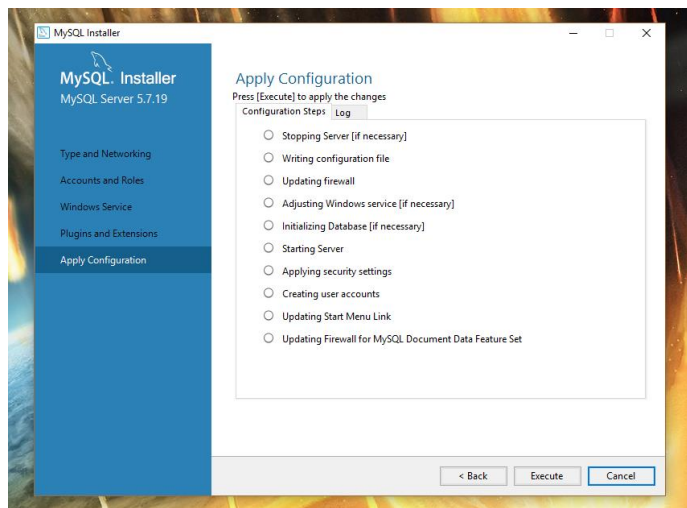 MySQL Installer
MySQL. Installer
MySQL Server 5.7.19
Type and Networking
Accounts and Roles
Windows Service
Plugins and Extensions
Apply Configuration
Apply Configuration
Press [Execute] to apply the changes
Configuration Steps Log
Stopping Server [if necessary]
Writing configuration file
Updating firewall
Adjusting Windows service [if necessary]
Initializing Database [if necessary]
Starting Server
Applying security settings
Creating user accounts
Updating Start Menu Link
Updating Firewall for MySQL Document Data Feature Set
< Back Execute Cancel